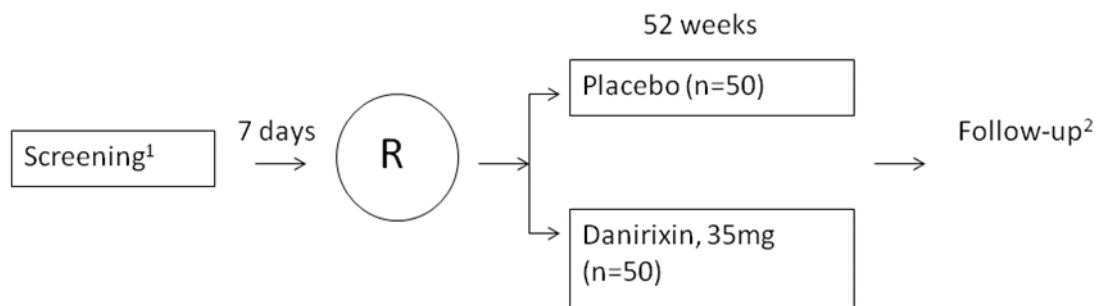 52 weeks
Placebo (n=50)
7 days
Screening¹
R
Follow-up²
Danirixin, 35mg
(n=50)